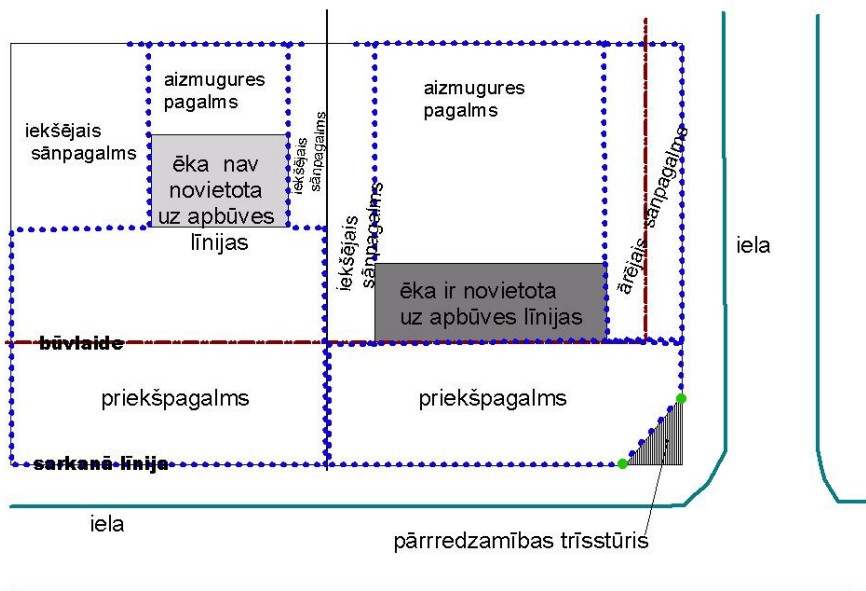 aizmugures
pagalms
iekšējais
sānpagalms
ēka nav
novietota
uz apbūves
līnijas
iekšējais
sānpagalms
iekšējais
sānpagalms
aizmugures
pagalms
ārējais sānpagalms
iela
ēka ir novietota
uz apbūves līnijas
būvlaide
priekšpagalms
priekšpagalms
sarkanā līnija
iela
pārrredzamības trīsstūris